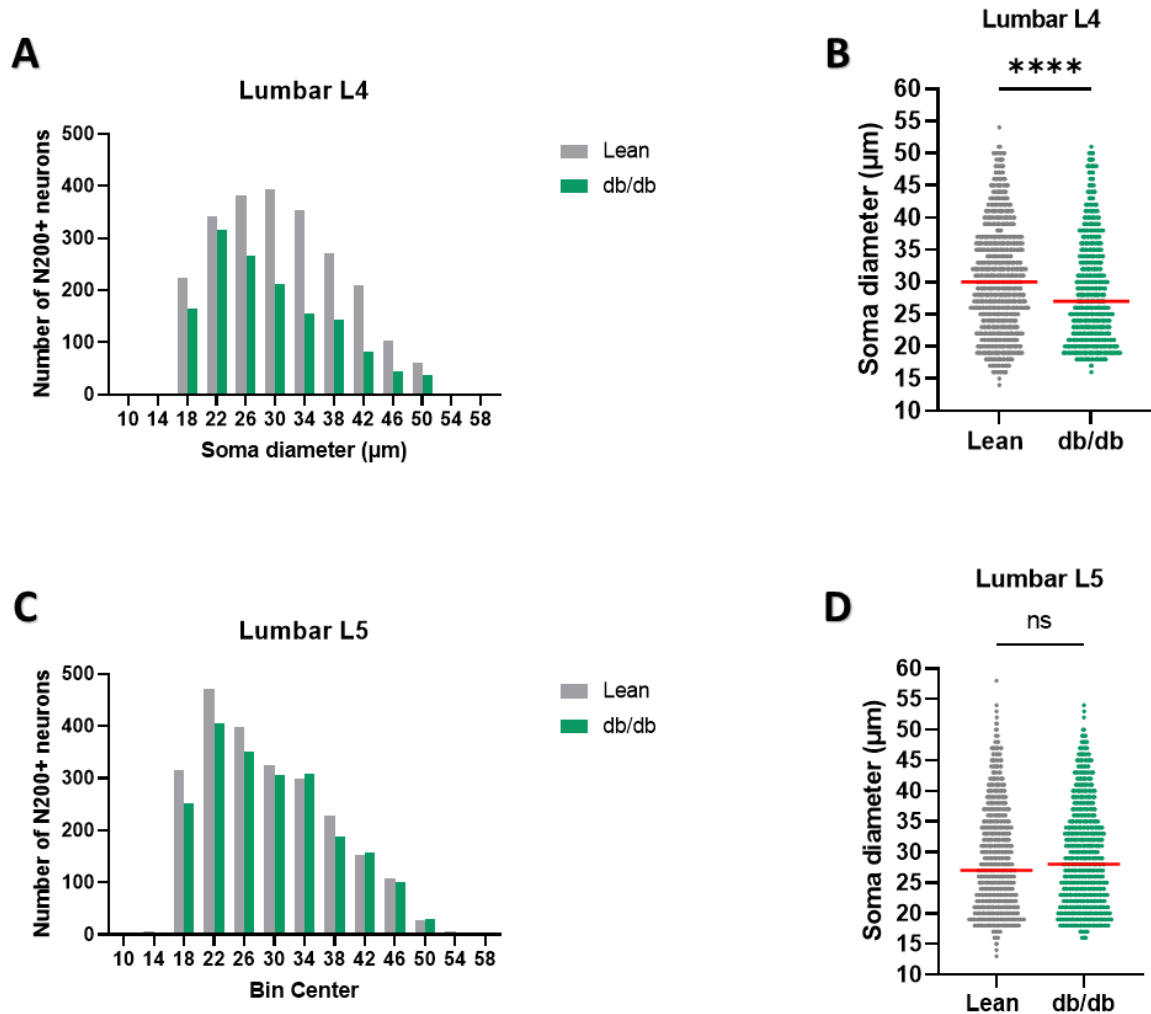 A
Lumbar L4
Number of N200+ neurons
500
400
300
200
100
0
10 14 18 22 26 30 34 38 42 46 50 54 58
Soma diameter (µm)
Lean
db/db
B
Lumbar L4
****
Soma diameter (µm)
60
55
50
45
40
35
30
25
20
15
10
Lean db/db
C
Lumbar L5
Number of N200+ neurons
500
400
300
200
100
0
10 14 18 22 26 30 34 38 42 46 50 54 58
Bin Center
Lean
db/db
D
Lumbar L5
ns
Soma diameter (µm)
60
55
50
45
40
35
30
25
20
15
10
Lean db/db